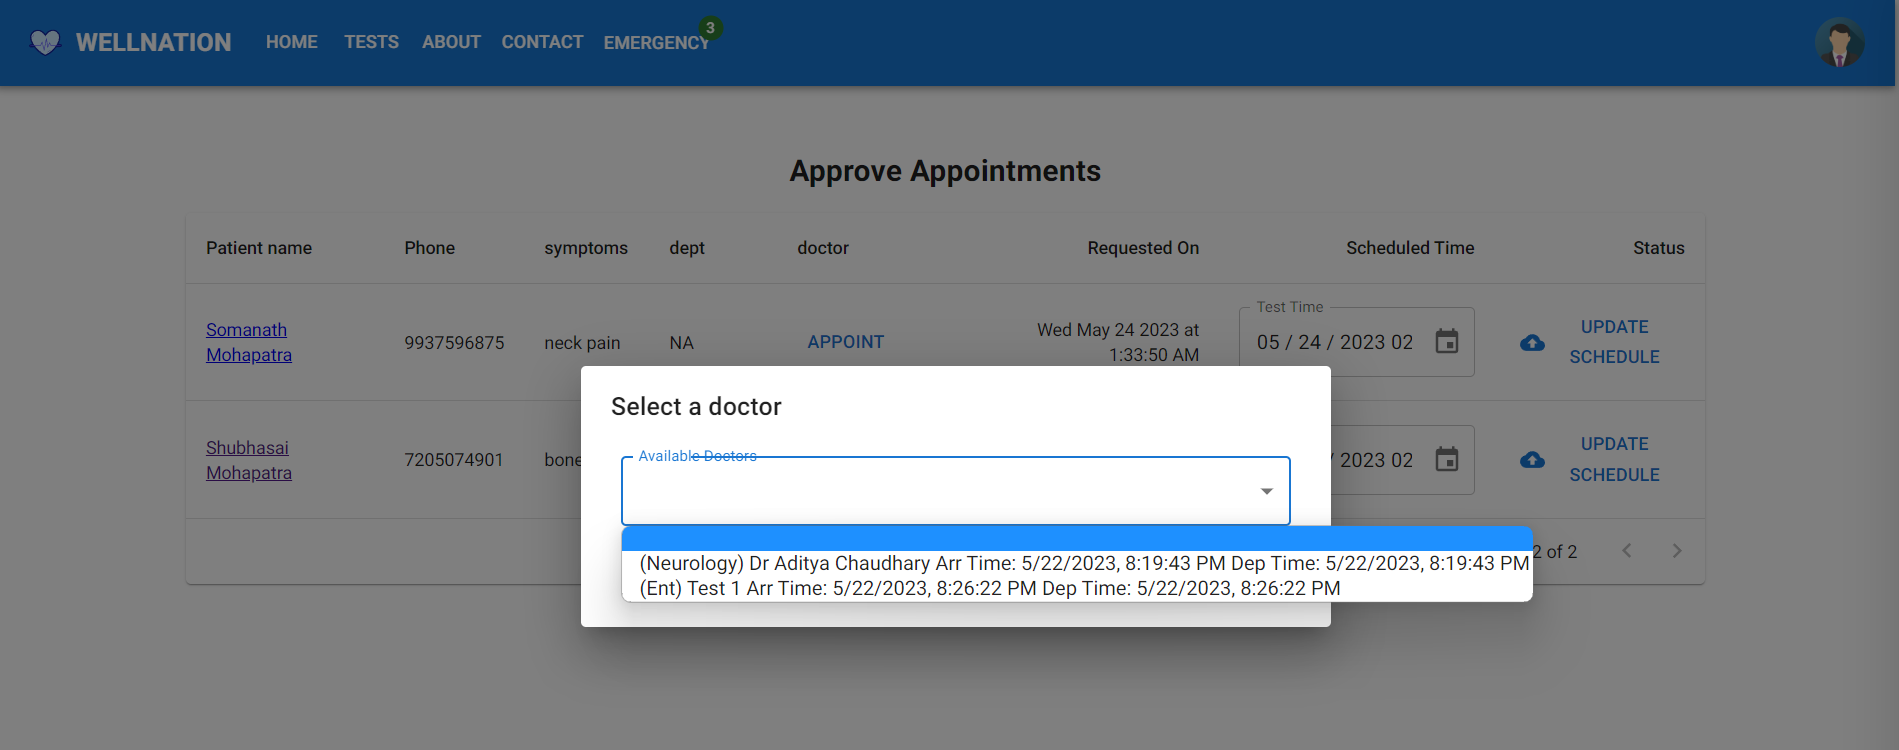 WELLNATION HOME TESTS ABOUT CONTACT EMERGENCY 3
Approve Appointments
Patient name Phone symptoms dept doctor Requested On Scheduled Time Status
Test Time
Somanath Mohapatra 9937596875 neck pain NA APPOINT Wed May 24 2023 at 1:33:50 AM 05 / 24 / 2023 02 UPDATE SCHEDULE
Select a doctor
Available Doctors
Shubhasai Mohapatra 7205074901 bone / 2023 02 UPDATE SCHEDULE
(Neurology) Dr Aditya Chaudhary Arr Time: 5/22/2023, 8:19:43 PM Dep Time: 5/22/2023, 8:19:43 PM
(Ent) Test 1 Arr Time: 5/22/2023, 8:26:22 PM Dep Time: 5/22/2023, 8:26:22 PM
2 of 2